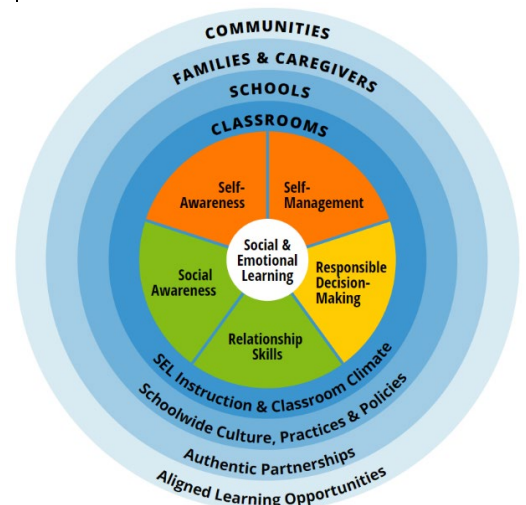 COMMUNITIES
FAMILIES & CAREGIVERS
SCHOOLS
CLASSROOMS
Self-
Awareness
Self-
Management
Social &
Emotional
Learning
Social
Awareness
Responsible
Decision-
Making
Relationship
Skills
SEL Instruction & Classroom Climate
Schoolwide Culture, Practices & Policies
Authentic Partnerships
Aligned Learning Opportunities